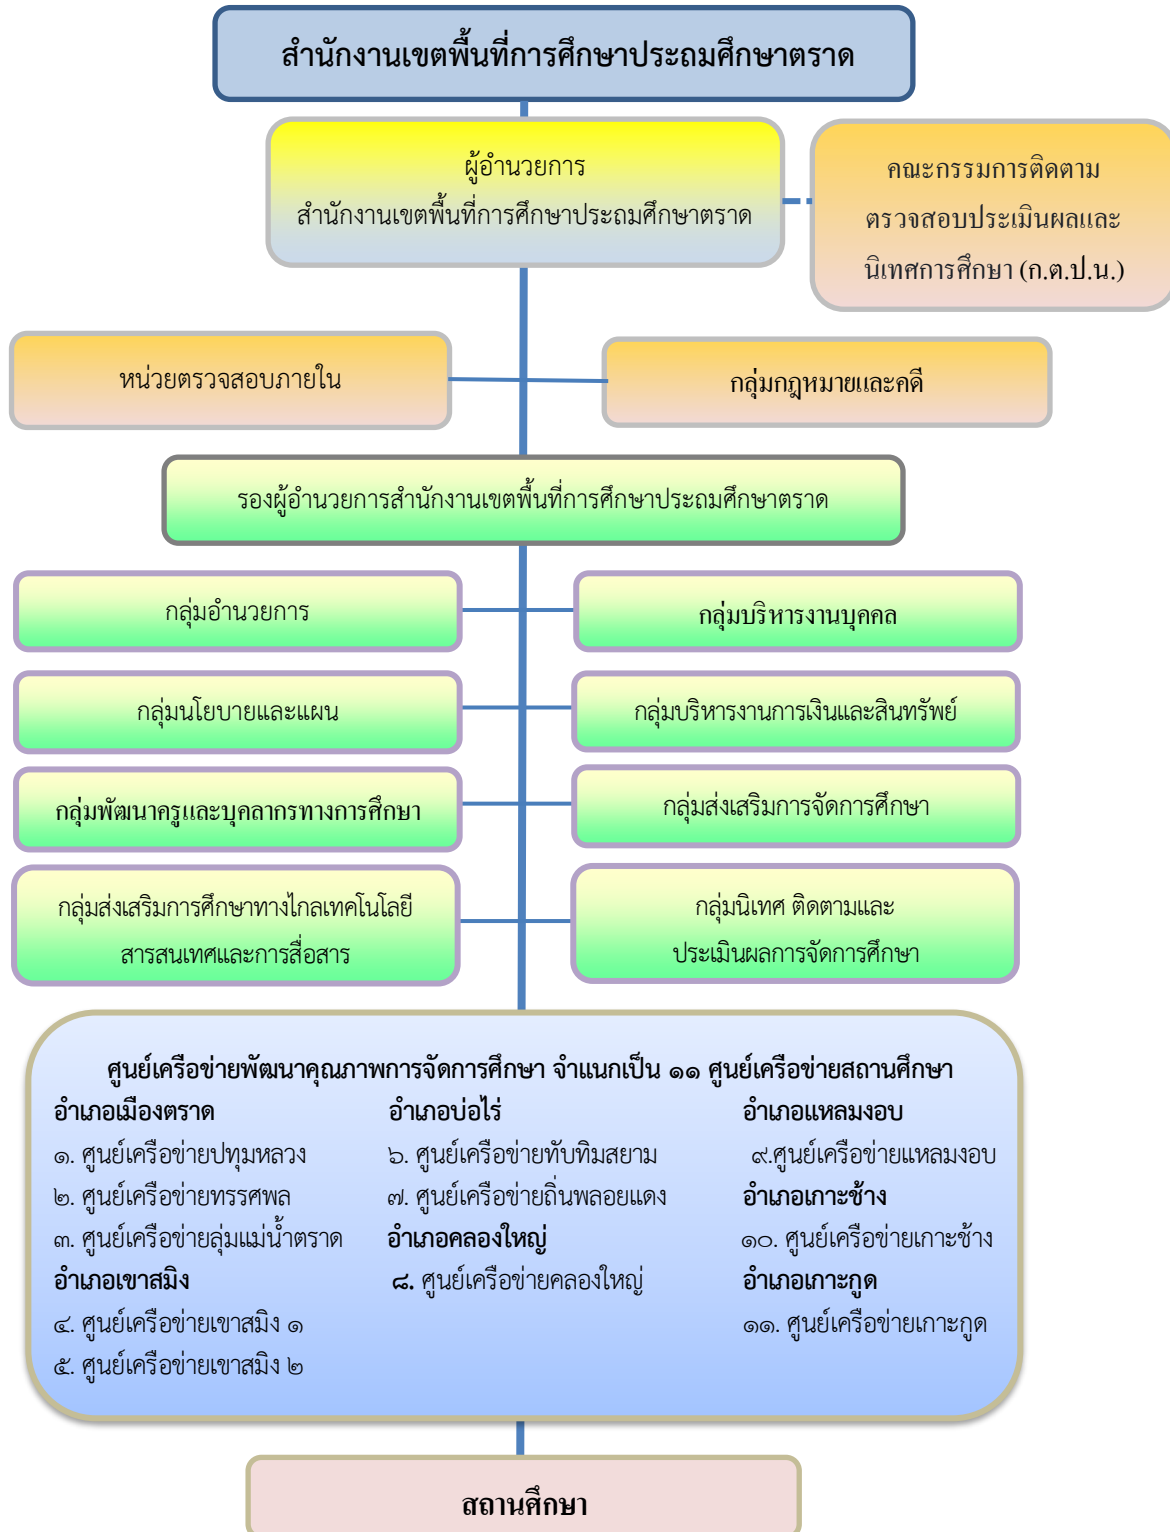 สำนักงานเขตพื้นที่การศึกษาประถมศึกษาตราด
ผู้อำนวยการ
สำนักงานเขตพื้นที่การศึกษาประถมศึกษาตราด
คณะกรรมการติดตาม
ตรวจสอบประเมินผลและ
นิเทศการศึกษา (ก.ต.ป.น.)
หน่วยตรวจสอบภายใน
กลุ่มกฎหมายและคดี
รองผู้อำนวยการสำนักงานเขตพื้นที่การศึกษาประถมศึกษาตราด
กลุ่มอำนวยการ
กลุ่มบริหารงานบุคคล
กลุ่มนโยบายและแผน
กลุ่มบริหารงานการเงินและสินทรัพย์
กลุ่มพัฒนาครูและบุคลากรทางการศึกษา
กลุ่มส่งเสริมการจัดการศึกษา
กลุ่มส่งเสริมการศึกษาทางไกลเทคโนโลยี
สารสนเทศและการสื่อสาร
กลุ่มนิเทศ ติดตามและ
ประเมินผลการจัดการศึกษา
ศูนย์เครือข่ายพัฒนาคุณภาพการจัดการศึกษา จำแนกเป็น ๑๑ ศูนย์เครือข่ายสถานศึกษา
อำเภอเมืองตราด
๑. ศูนย์เครือข่ายปทุมหลวง
๒. ศูนย์เครือข่ายทรรศพล
๓. ศูนย์เครือข่ายลุ่มแม่น้ำตราด
อำเภอเขาสมิง
๔. ศูนย์เครือข่ายเขาสมิง ๑
๕. ศูนย์เครือข่ายเขาสมิง ๒
อำเภอบ่อไร่
๖. ศูนย์เครือข่ายทับทิมสยาม
๗. ศูนย์เครือข่ายถิ่นพลอยแดง
อำเภอคลองใหญ่
๘. ศูนย์เครือข่ายคลองใหญ่
อำเภอแหลมงอบ
๙.ศูนย์เครือข่ายแหลมงอบ
อำเภอเกาะช้าง
๑๐. ศูนย์เครือข่ายเกาะช้าง
อำเภอเกาะกูด
๑๑. ศูนย์เครือข่ายเกาะกูด
สถานศึกษา